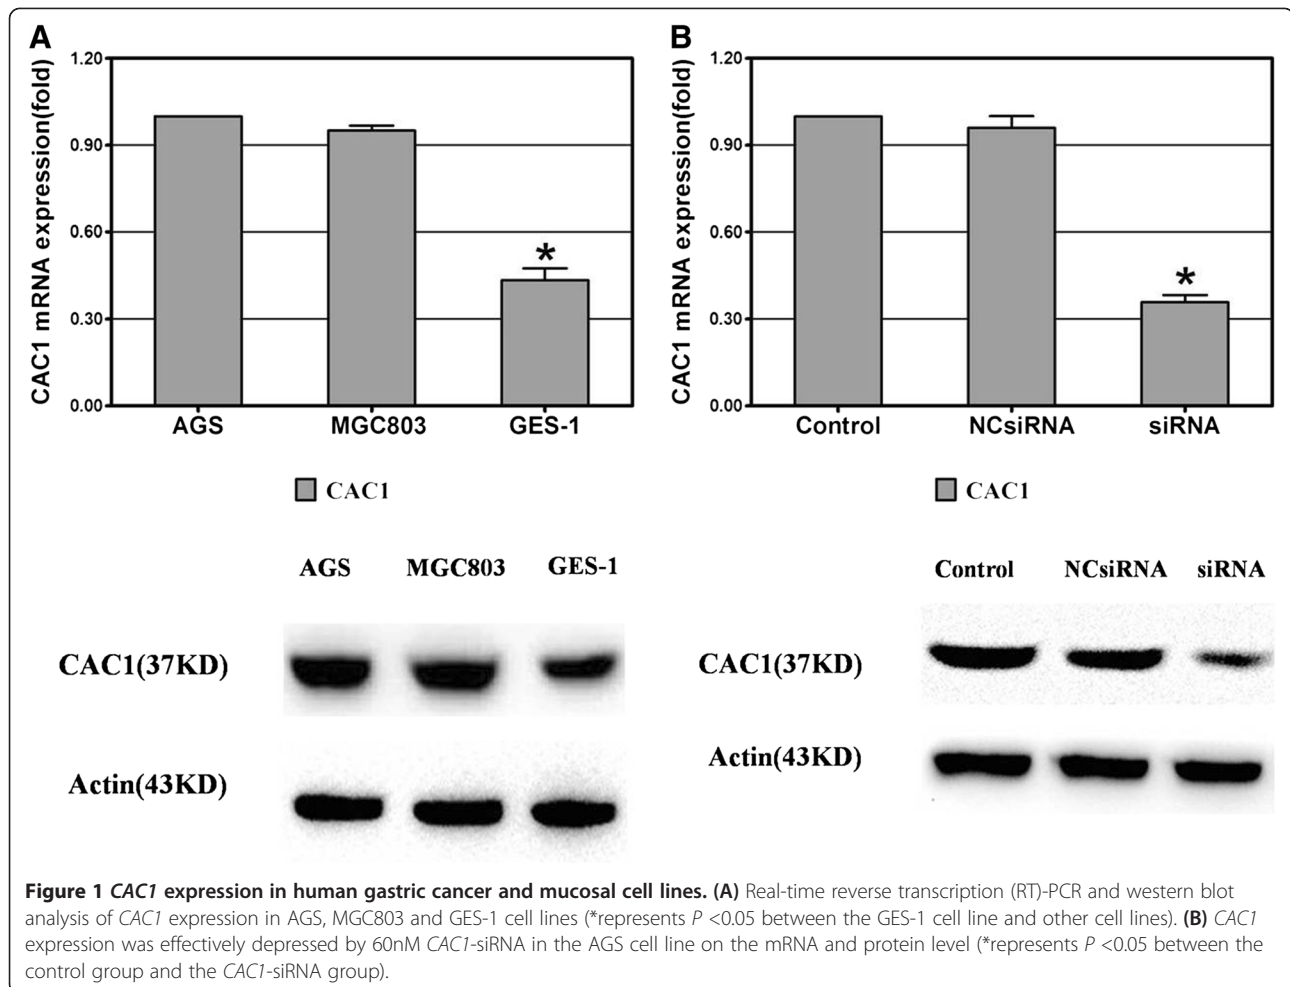 A
CAC1 mRNA expression(fold)
1.20
0.90
0.60
0.30
0.00
*
AGS MGC803 GES-1
CAC1
AGS MGC803 GES-1
CAC1(37KD)
Actin(43KD)
B
CAC1 mRNA expression(fold)
1.20
0.90
0.60
0.30
0.00
*
Control NCsiRNA siRNA
CAC1
Control NCsiRNA siRNA
CAC1(37KD)
Actin(43KD)
Figure 1 CAC1 expression in human gastric cancer and mucosal cell lines. (A) Real-time reverse transcription (RT)-PCR and western blot
analysis of CAC1 expression in AGS, MGC803 and GES-1 cell lines (*represents P <0.05 between the GES-1 cell line and other cell lines). (B) CAC1
expression was effectively depressed by 60nM CAC1-siRNA in the AGS cell line on the mRNA and protein level (*represents P <0.05 between the
control group and the CAC1-siRNA group).